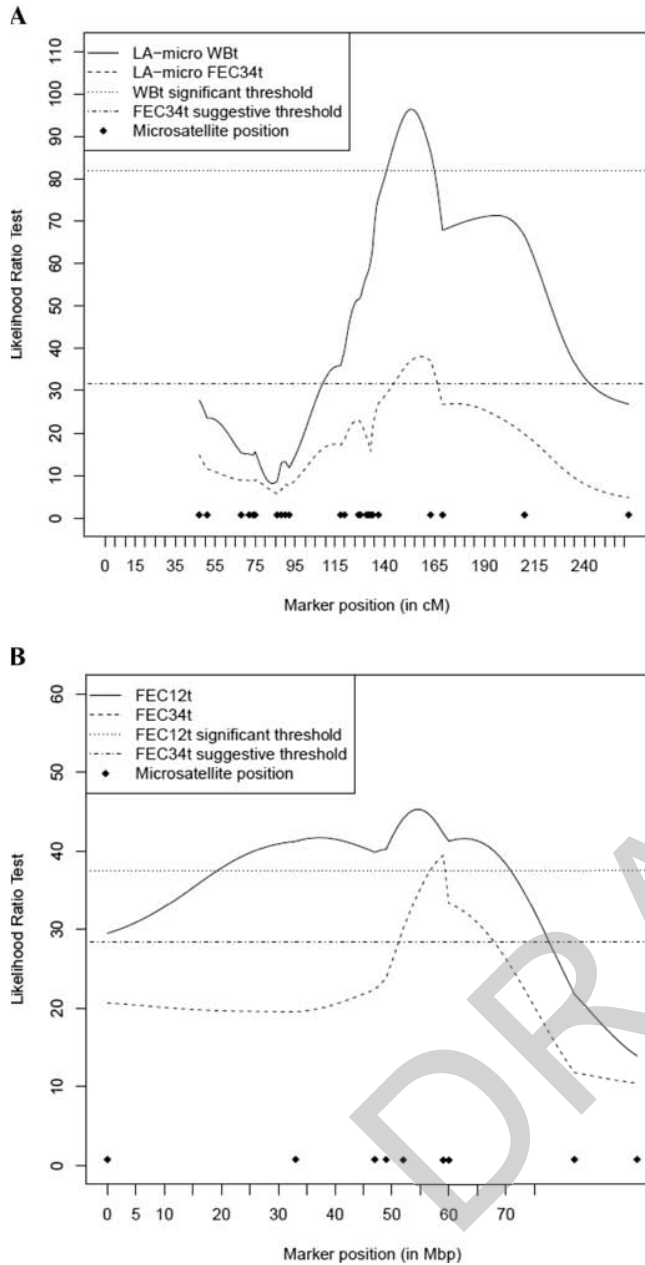 A
LA-micro WBt
LA-micro FEC34t
WBt significant threshold
FEC34t suggestive threshold
Microsatellite position
110
100
90
80
70
60
50
40
30
20
10
0
Likelihood Ratio Test
0 15 35 55 75 95 140 165 190 215 240
Marker position (in cM)
B
FEC12t
FEC34t
FEC12t significant threshold
FEC34t suggestive threshold
Microsatellite position
60
50
40
30
20
10
0
Likelihood Ratio Test
0 5 15 20 30 40 50 60 70
Marker position (in Mbp)
DRA